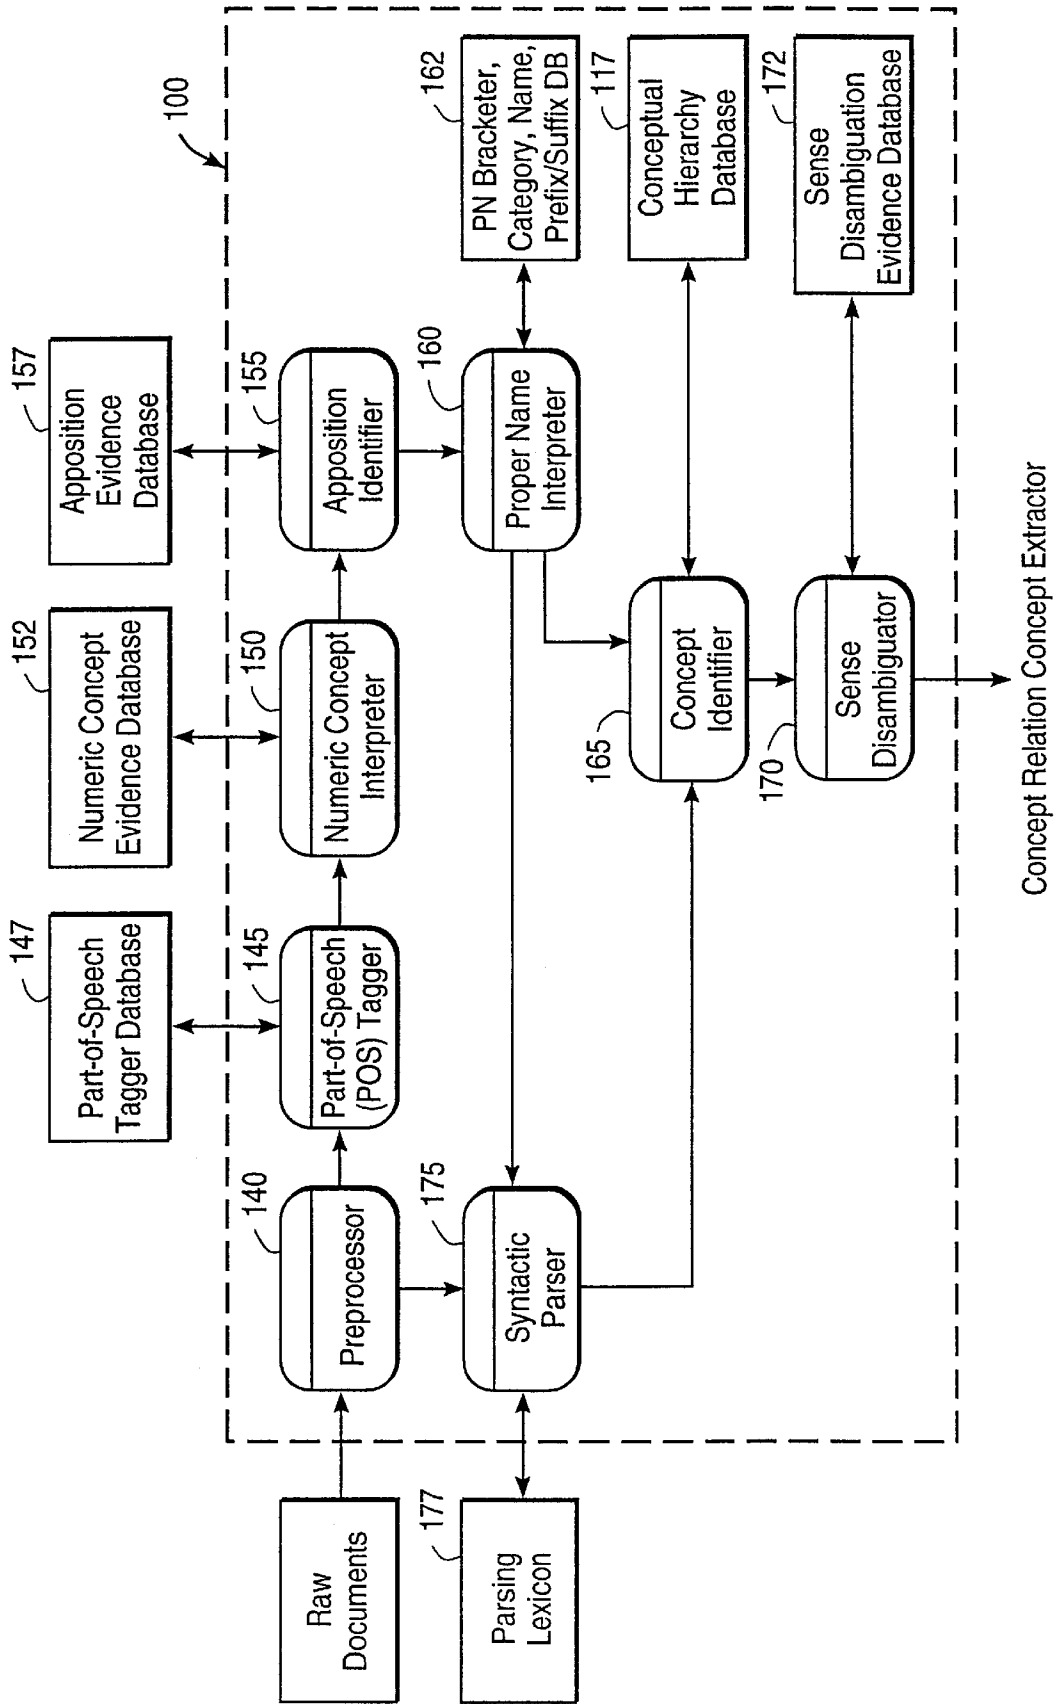 100
157
Apposition
Evidence
Database
152
Numeric Concept
Evidence Database
147
Part-of-Speech
Tagger Database
Raw
Documents
140
Preprocessor
145
Part-of-Speech
(POS) Tagger
150
Numeric Concept
Interpreter
155
Apposition
Identifier
177
Parsing
Lexicon
175
Syntactic
Parser
160
Proper Name
Interpreter
162
PN Bracketer,
Category, Name,
Prefix/Suffix DB
165
Concept
Identifier
117
Conceptual
Hierarchy
Database
170
Sense
Disambiguator
172
Sense
Disambiguation
Evidence Database
Concept Relation Concept Extractor